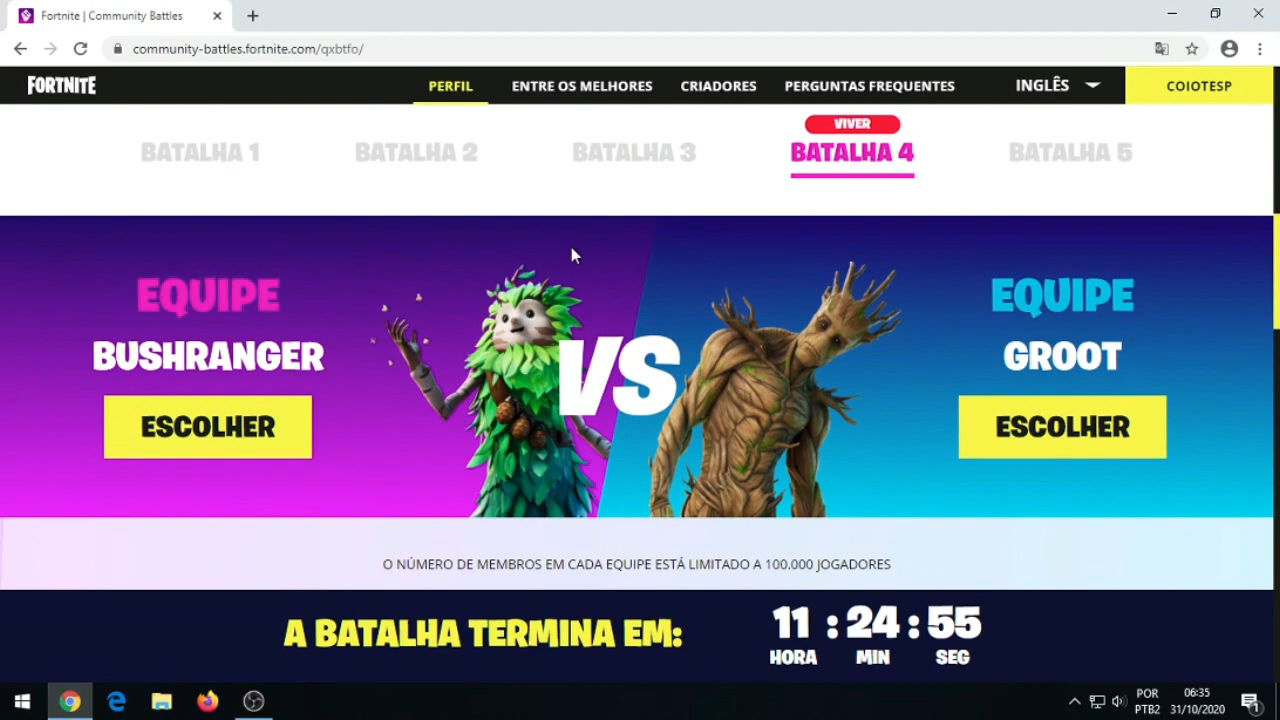 Fortnite | Community Battles
community-battles.fortnite.com/qxbtfo/
FORTNITE
PERFIL
ENTRE OS MELHORES
CRIADORES
PERGUNTAS FREQUENTES
INGLÊS
COIOTESP
VIVER
BATALHA 1
BATALHA 2
BATALHA 3
BATALHA 4
BATALHA 5
EQUIPE
BUSHRANGER
ESCOLHER
VS
EQUIPE
GROOT
ESCOLHER
O NÚMERO DE MEMBROS EM CADA EQUIPE ESTÁ LIMITADO A 100.000 JOGADORES
A BATALHA TERMINA EM:
11 : 24 : 55
HORA MIN SEG
POR
PTB2
06:35
31/10/2020
1